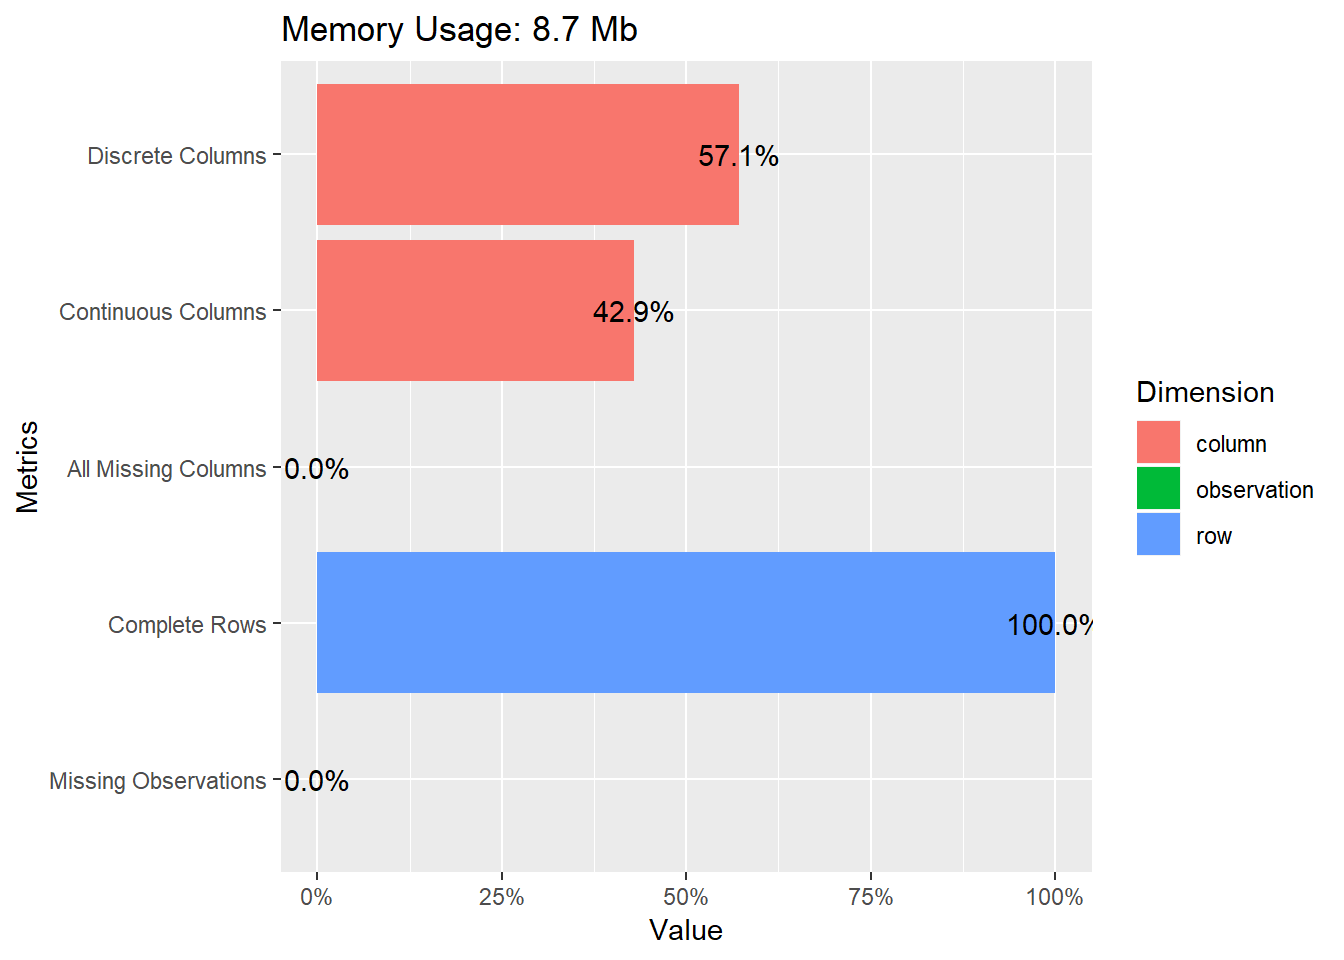 Memory Usage: 8.7 Mb
Discrete Columns
57.1%
Continuous Columns
42.9%
All Missing Columns
0.0%
Complete Rows
100.0%
Missing Observations
0.0%
0%
25%
50%
75%
100%
Value
Metrics
Dimension
column
observation
row